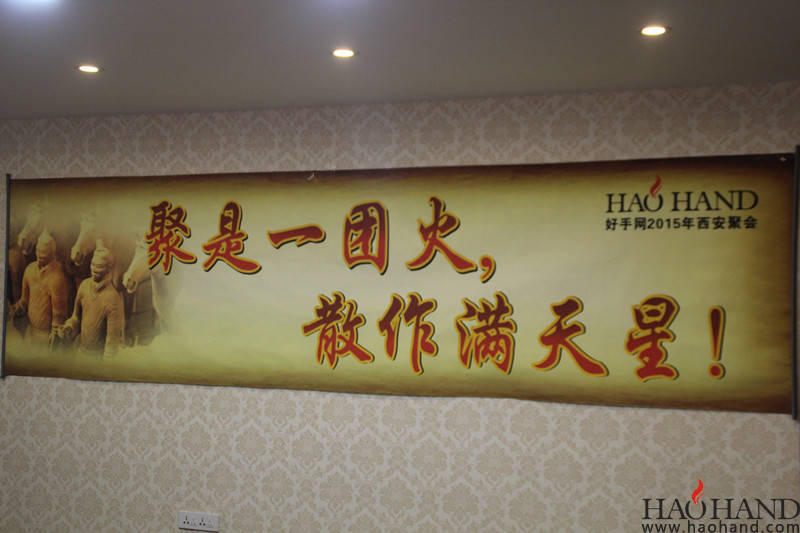 HAO HAND
好手网2015年西安聚会
聚是一团火,
散作满天星!
HAOHAND
www.haohand.com